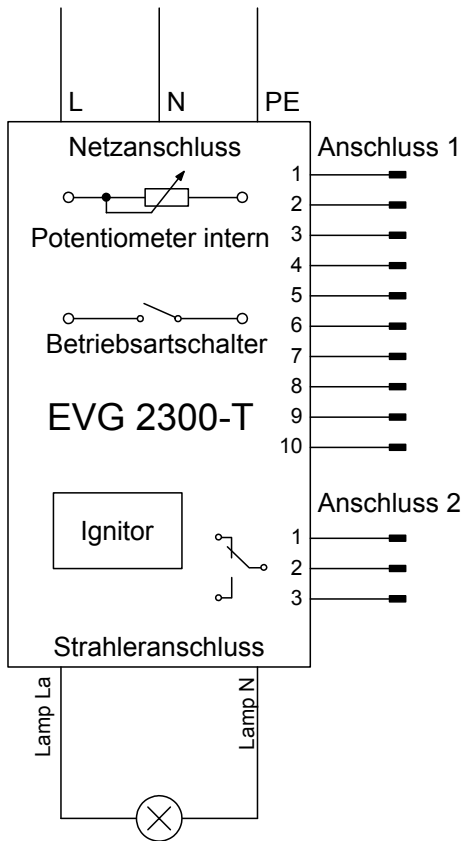 L N PE
Netzanschluss
Anschluss 1
1
2
3
4
5
6
7
8
9
10
Potentiometer intern
Betriebsartschalter
EVG 2300-T
Anschluss 2
1
2
3
Ignitor
Strahleranschluss
Lamp La
Lamp N